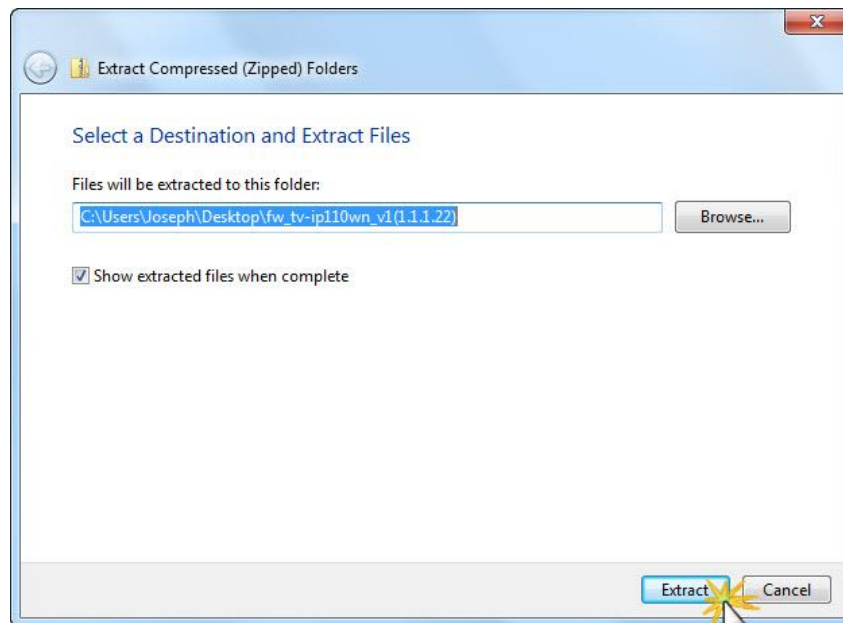 Extract Compressed (Zipped) Folders
Select a Destination and Extract Files
Files will be extracted to this folder:
C:\Users\Joseph\Desktop\fw_tv-ip110wn_v1(1.1.1.22)
Browse...
Show extracted files when complete
Extract
Cancel